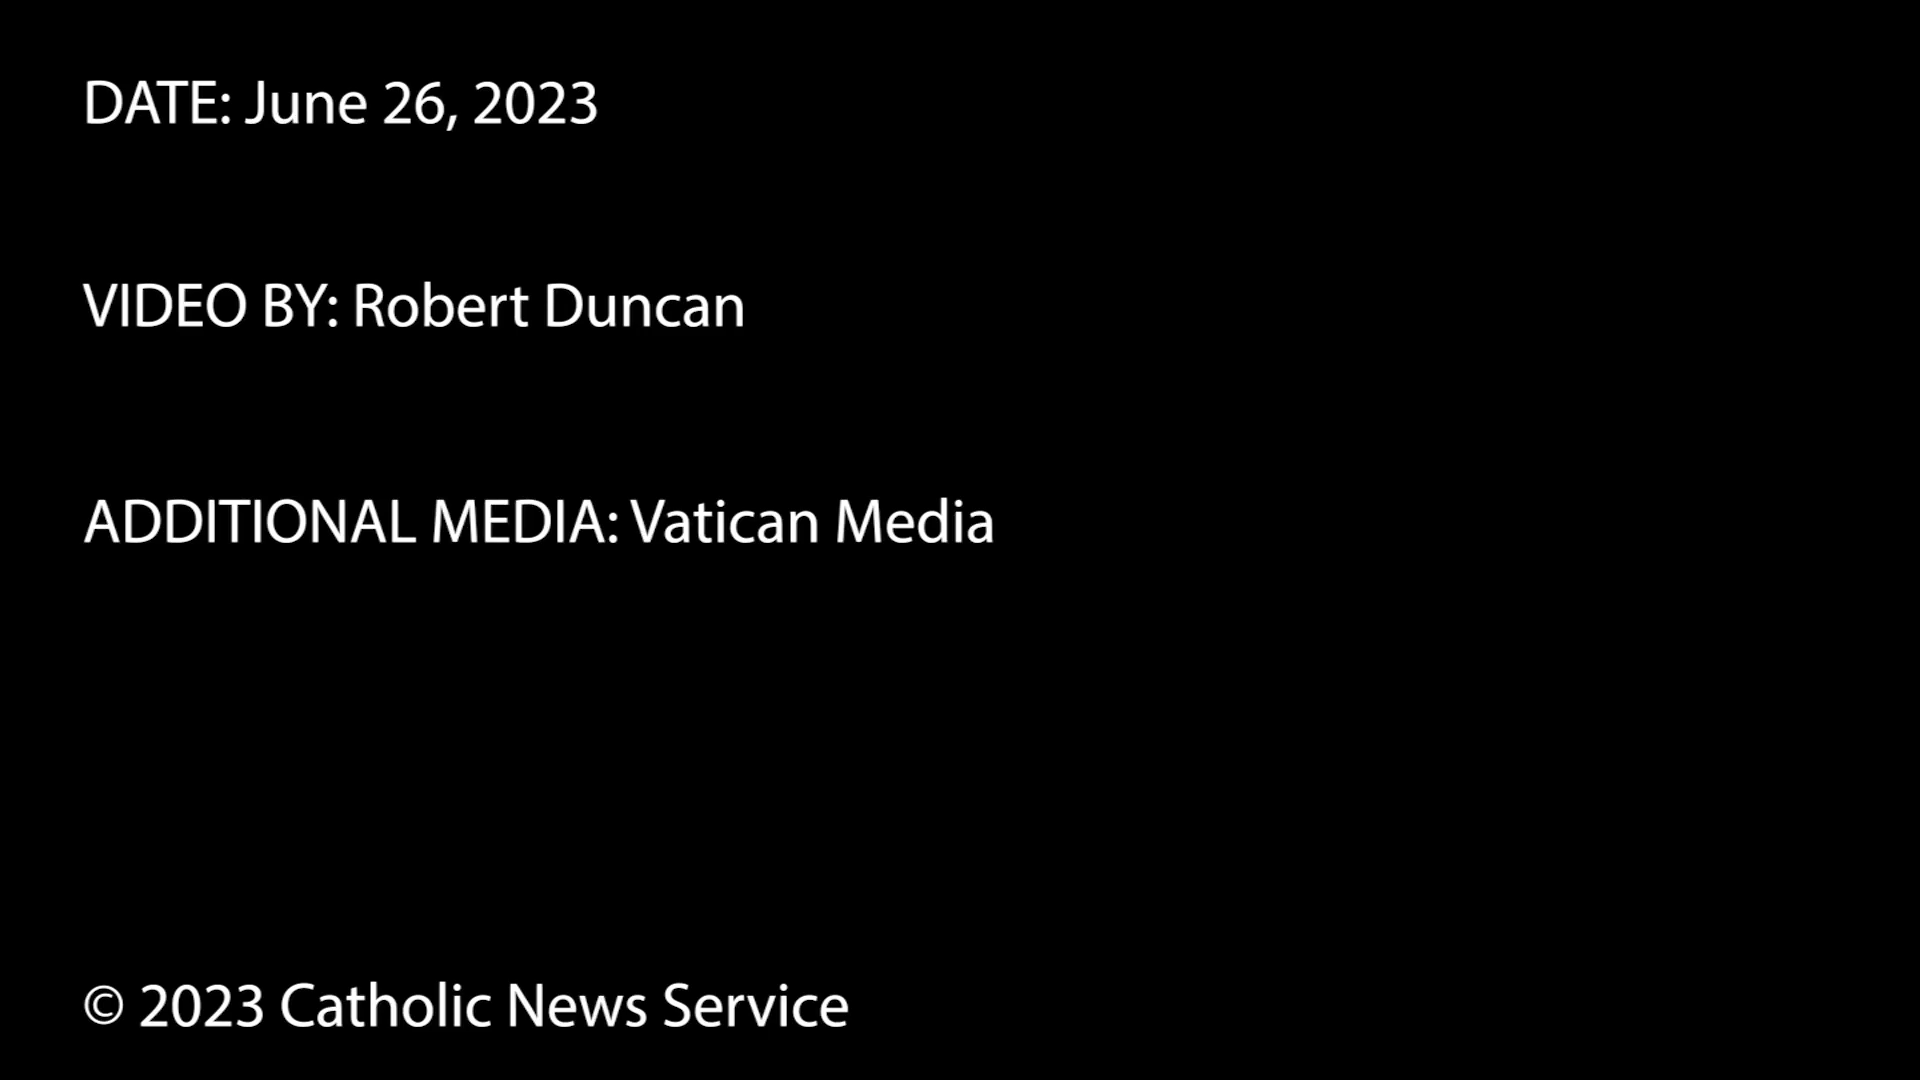 DATE: June 26, 2023
VIDEO BY: Robert Duncan
ADDITIONAL MEDIA: Vatican Media
© 2023 Catholic News Service